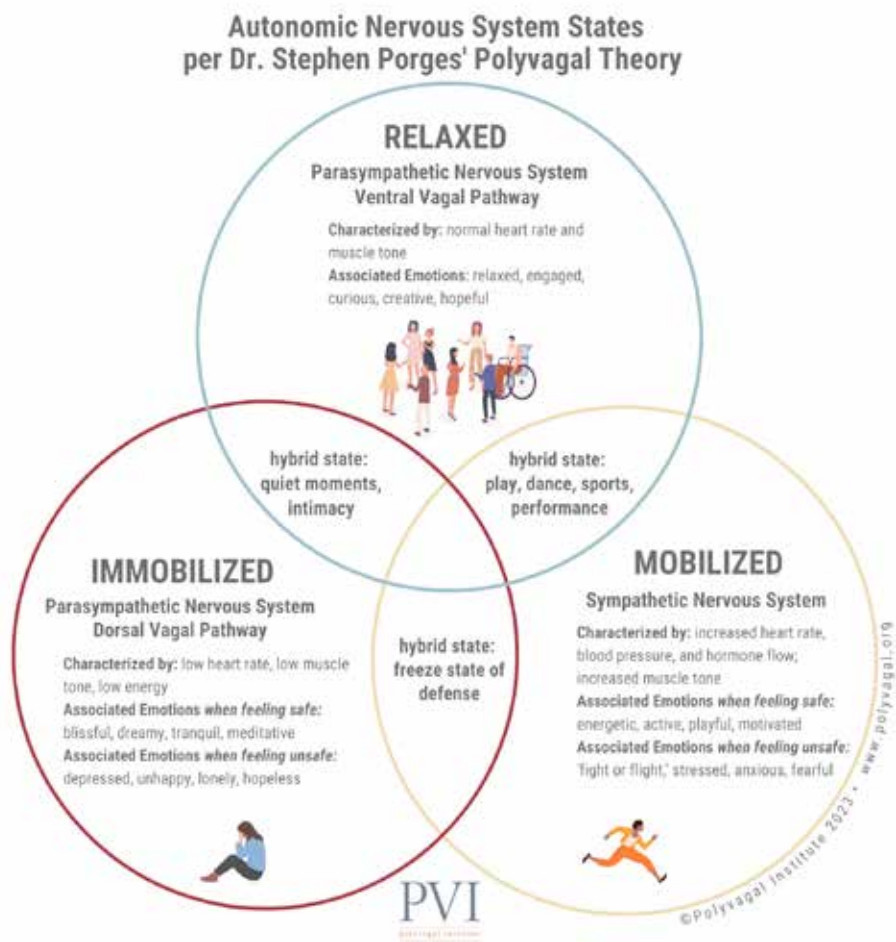 Autonomic Nervous System States
per Dr. Stephen Porges' Polyvagal Theory
RELAXED
Parasympathetic Nervous System
Ventral Vagal Pathway
Characterized by: normal heart rate and
muscle tone
Associated Emotions: relaxed, engaged,
curious, creative, hopeful
hybrid state:
quiet moments,
intimacy
hybrid state:
play, dance, sports,
performance
IMMOBILIZED
Parasympathetic Nervous System
Dorsal Vagal Pathway
Characterized by: low heart rate, low muscle
tone, low energy
Associated Emotions when feeling safe:
blissful, dreamy, tranquil, meditative
Associated Emotions when feeling unsafe:
depressed, unhappy, lonely, hopeless
hybrid state:
freeze state of
defense
MOBILIZED
Sympathetic Nervous System
Characterized by: increased heart rate,
blood pressure, and hormone flow;
increased muscle tone
Associated Emotions when feeling safe:
energetic, active, playful, motivated
Associated Emotions when feeling unsafe:
'fight or flight,' stressed, anxious, fearful
©Polyvagal Institute 2023 • www.polyvagal.org
PVI
polyvagal institute